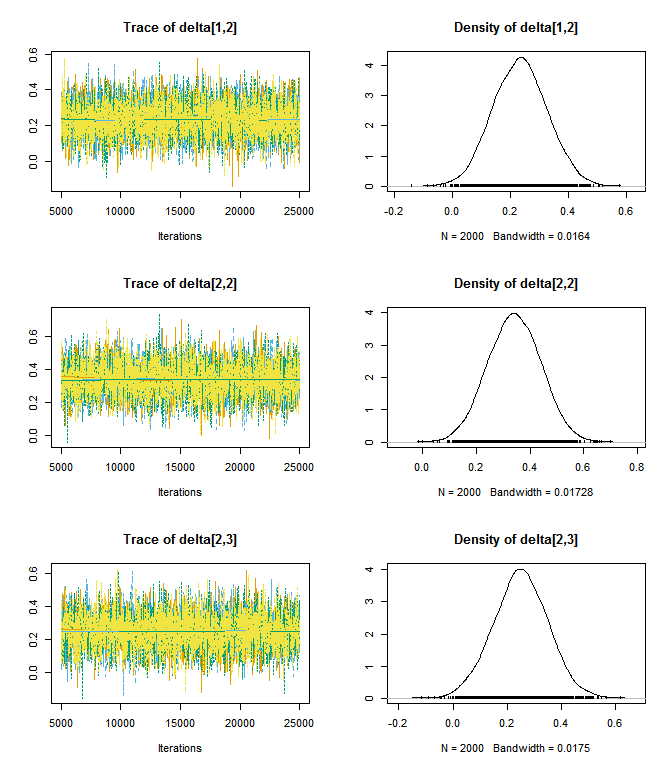 Trace of delta[1,2]
0.0 0.2 0.4 0.6
5000 10000 15000 20000 25000
Iterations
Density of delta[1,2]
0 1 2 3 4
-0.2 0.0 0.2 0.4 0.6
N = 2000 Bandwidth = 0.0164
Trace of delta[2,2]
0.0 0.2 0.4 0.6
5000 10000 15000 20000 25000
Iterations
Density of delta[2,2]
0 1 2 3 4
0.0 0.2 0.4 0.6 0.8
N = 2000 Bandwidth = 0.01728
Trace of delta[2,3]
0.0 0.2 0.4 0.6
5000 10000 15000 20000 25000
Iterations
Density of delta[2,3]
0 1 2 3 4
-0.2 0.0 0.2 0.4 0.6
N = 2000 Bandwidth = 0.0175